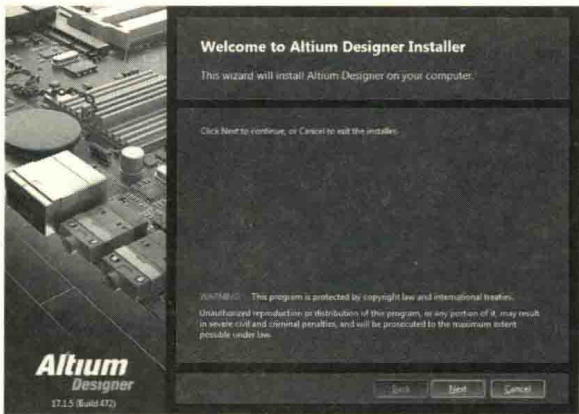 Welcome to Altium Designer Installer
This wizard will install Altium Designer on your computer.
Click Next to continue, or Cancel to exit the installer.
WARNING: This program is protected by copyright law and international treaties.
Unauthorized reproduction or distribution of this program, or any portion of it, may result
in severe civil and criminal penalties, and will be prosecuted to the maximum extent
possible under law.
Altium
Designer
17.1.5 (Build 472)
Back
Next
Cancel